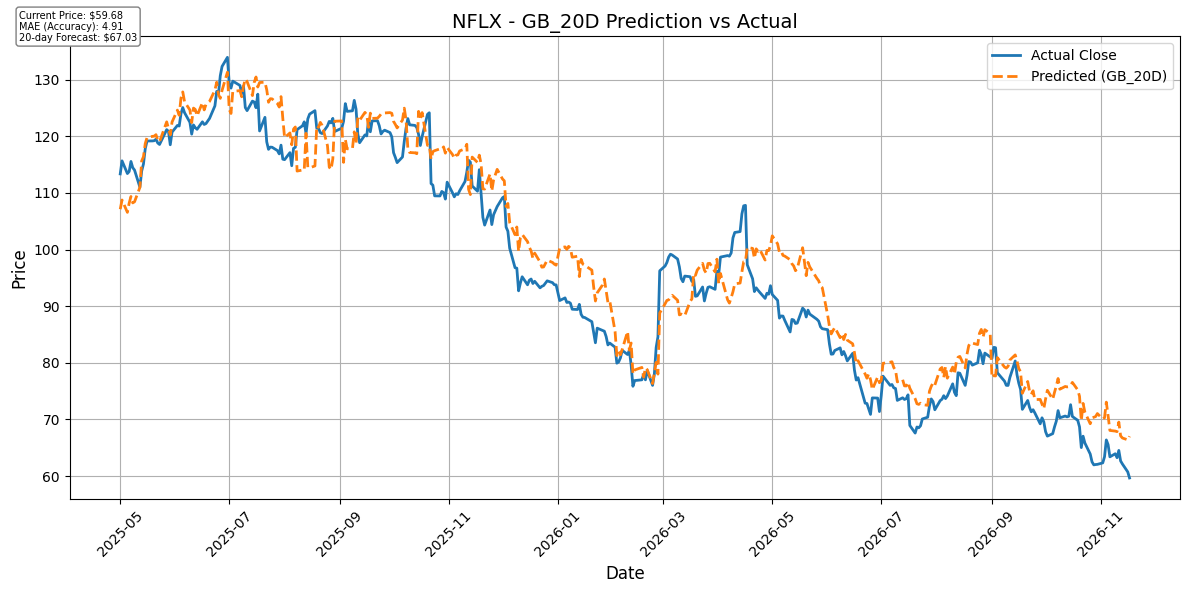 NFLX - GB_20D Prediction vs Actual
Current Price: $59.68
MAE (Accuracy): 4.91
20-day Forecast: $67.03
Actual Close
Predicted (GB_20D)
Price
130
120
110
100
90
80
70
60
2025-05
2025-07
2025-09
2025-11
2026-01
2026-03
2026-05
2026-07
2026-09
2026-11
Date